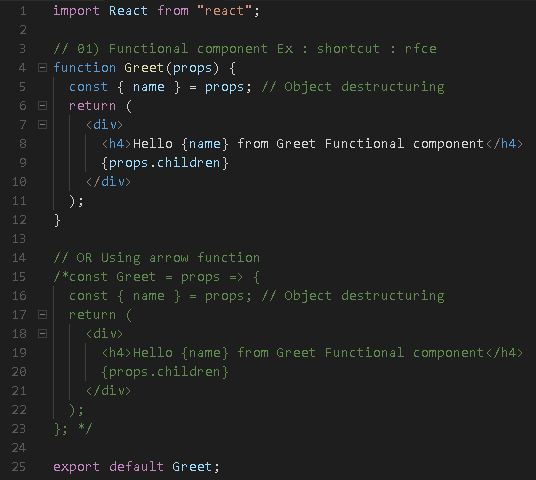 1 import React from "react";
2
3 // 01) Functional component Ex : shortcut : rfce
4 function Greet(props) {
5   const { name } = props; // Object destructuring
6   return (
7     <div>
8       <h4>Hello {name} from Greet Functional component</h4>
9       {props.children}
10     </div>
11   );
12 }
13
14 // OR Using arrow function
15 /*const Greet = props => {
16   const { name } = props; // Object destructuring
17   return (
18     <div>
19       <h4>Hello {name} from Greet Functional component</h4>
20       {props.children}
21     </div>
22   );
23 }; */
24
25 export default Greet;